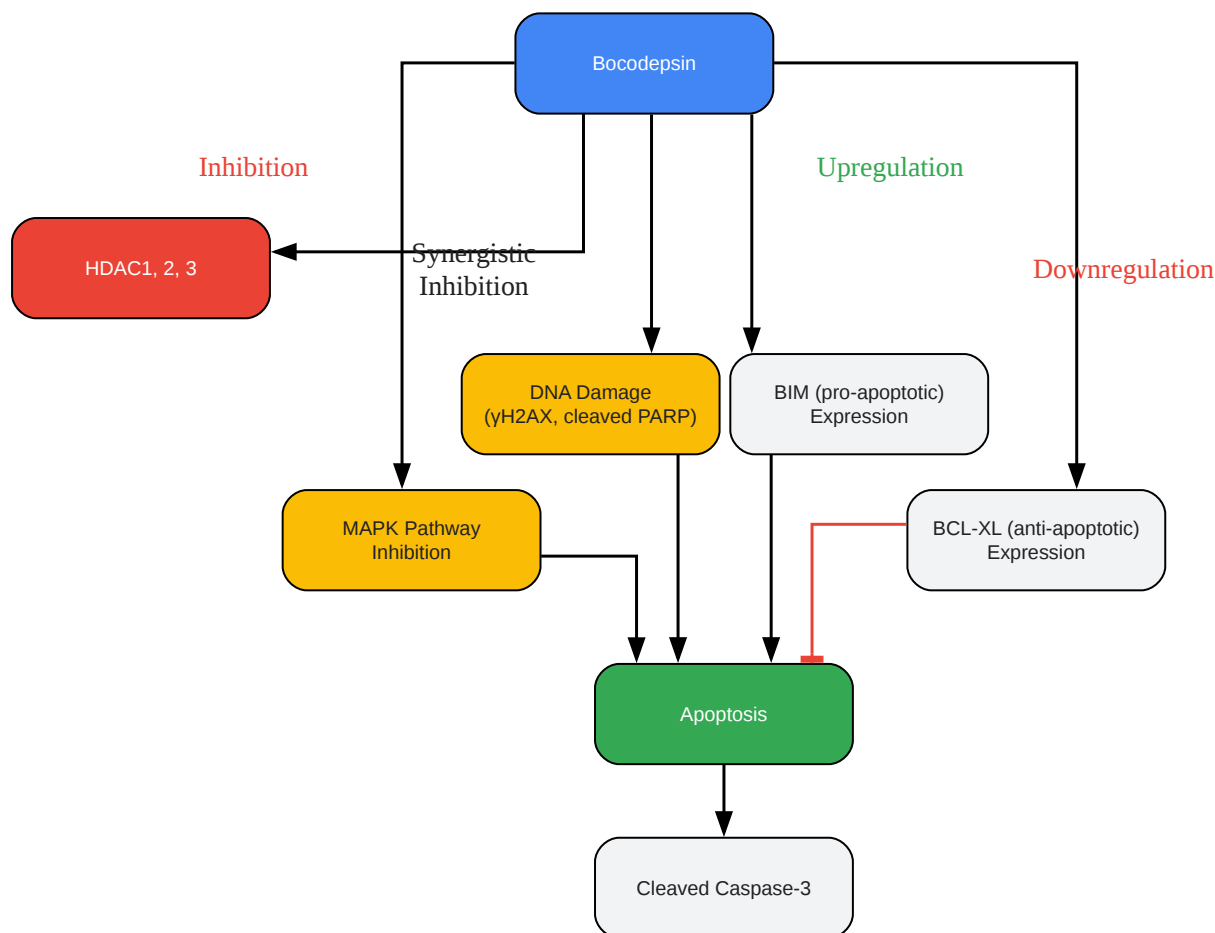 Bocodepsin
Inhibition
Upregulation
HDAC1, 2, 3
Synergistic
Inhibition
Downregulation
DNA Damage
(γH2AX, cleaved PARP)
BIM (pro-apoptotic)
Expression
MAPK Pathway
Inhibition
BCL-XL (anti-apoptotic)
Expression
Apoptosis
Cleaved Caspase-3